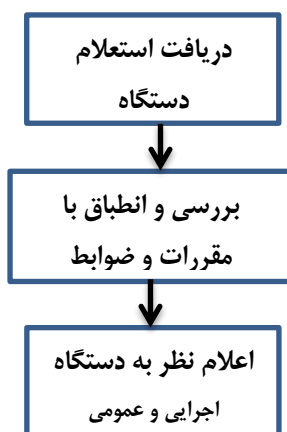 دریافت استعلام
دستگاه
بررسی و انطباق با
مقررات و ضوابط
اعلام نظر به دستگاه
اجرایی و عمومی